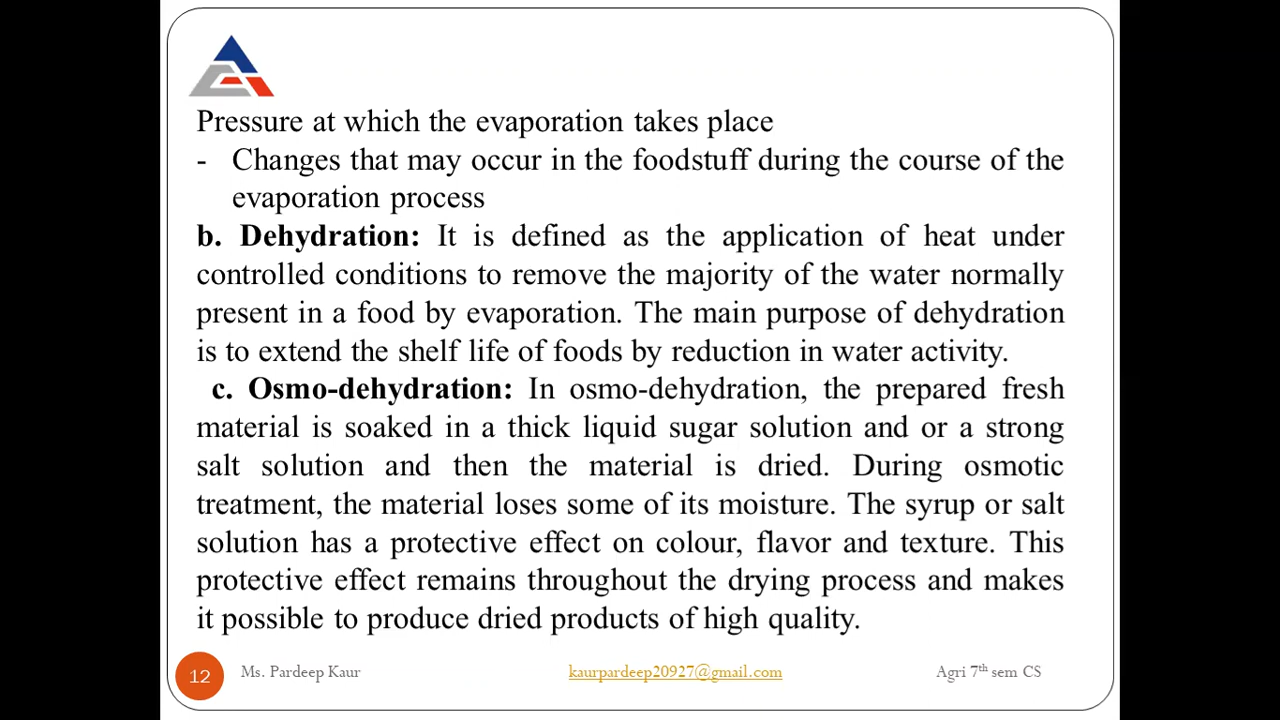 Pressure at which the evaporation takes place
- Changes that may occur in the foodstuff during the course of the
evaporation process
b. Dehydration: It is defined as the application of heat under
controlled conditions to remove the majority of the water normally
present in a food by evaporation. The main purpose of dehydration
is to extend the shelf life of foods by reduction in water activity.
c. Osmo-dehydration: In osmo-dehydration, the prepared fresh
material is soaked in a thick liquid sugar solution and or a strong
salt solution and then the material is dried. During osmotic
treatment, the material loses some of its moisture. The syrup or salt
solution has a protective effect on colour, flavor and texture. This
protective effect remains throughout the drying process and makes
it possible to produce dried products of high quality.
12 Ms. Pardeep Kaur kaurpardeep20927@gmail.com Agri 7th sem CS